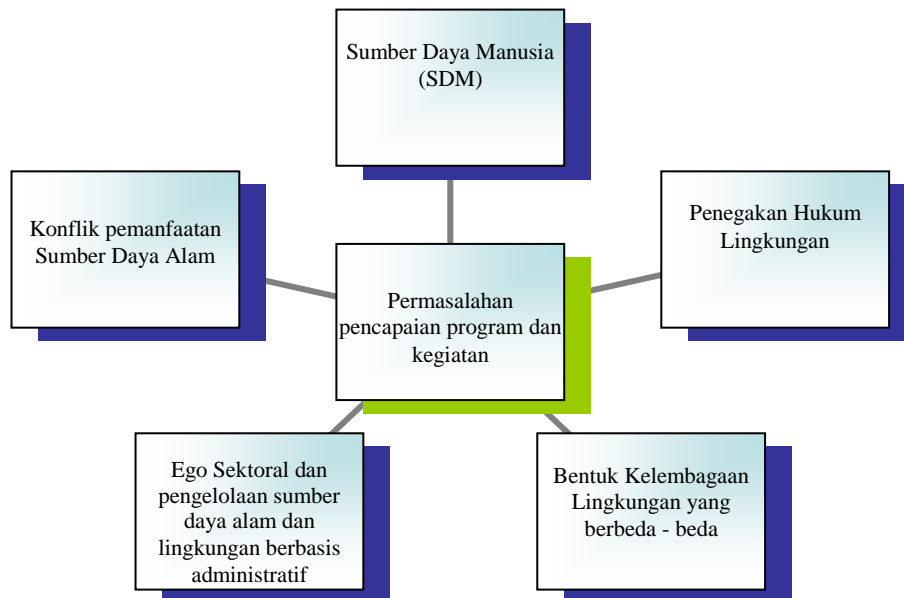 Sumber Daya Manusia
(SDM)
Konflik pemanfaatan
Sumber Daya Alam
Penegakan Hukum
Lingkungan
Permasalahan
pencapaian program dan
kegiatan
Ego Sektoral dan
pengelolaan sumber
daya alam dan
lingkungan berbasis
administratif
Bentuk Kelembagaan
Lingkungan yang
berbeda - beda